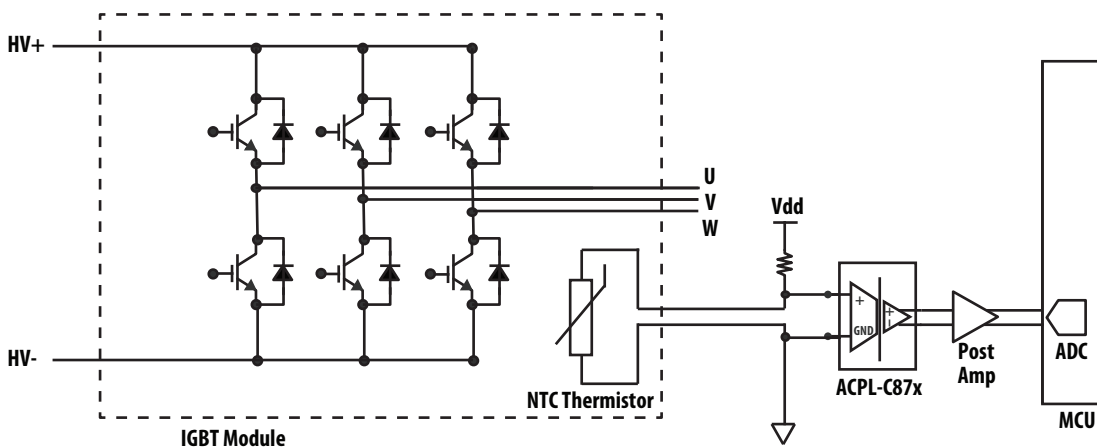 HV+
U
V
W
Vdd
+
GND
+
−
HV-
NTC Thermistor
ACPL-C87x
Post
Amp
ADC
MCU
IGBT Module